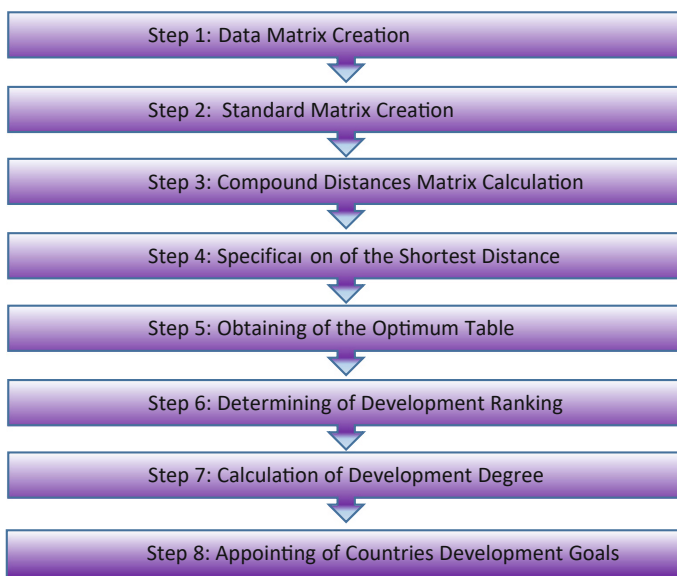 Step 1: Data Matrix Creation
Step 2: Standard Matrix Creation
Step 3: Compound Distances Matrix Calculation
Step 4: Specificaı on of the Shortest Distance
Step 5: Obtaining of the Optimum Table
Step 6: Determining of Development Ranking
Step 7: Calculation of Development Degree
Step 8: Appointing of Countries Development Goals